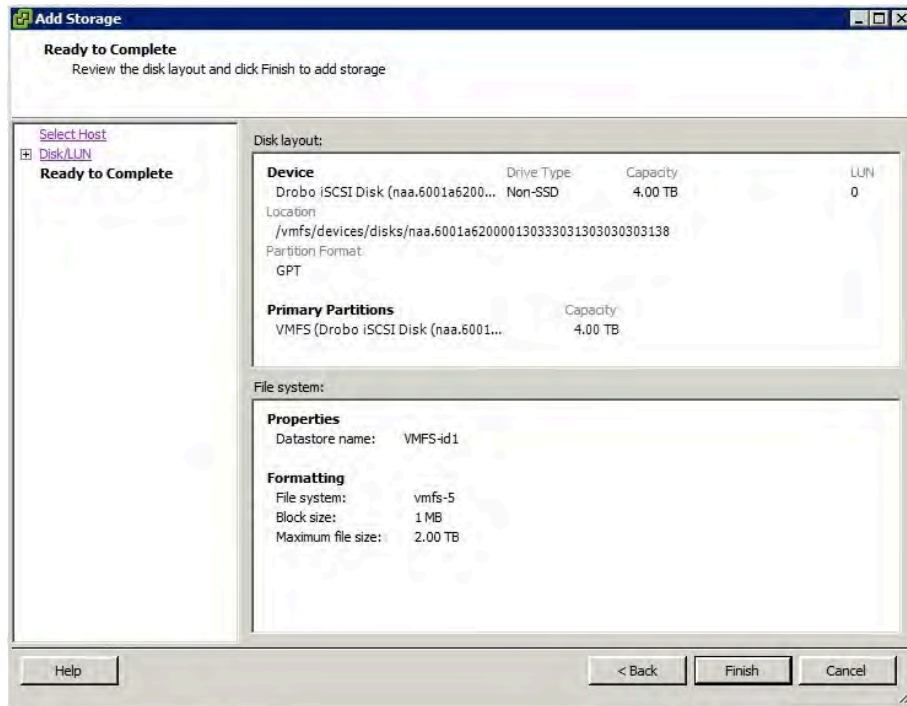 Add Storage
Ready to Complete
Review the disk layout and click Finish to add storage
Select Host
Disk/LUN
Ready to Complete
Disk layout:
Device Drive Type Capacity LUN
Drobo iSCSI Disk (naa.6001a6200... Non-SSD 4.00 TB 0
Location
/vmfs/devices/disks/naa.6001a62000013033303130303030303138
Partition Format
GPT
Primary Partitions Capacity
VMFS (Drobo iSCSI Disk (naa.6001... 4.00 TB
File system:
Properties
Datastore name: VMFS-id1
Formatting
File system: vmfs-5
Block size: 1 MB
Maximum file size: 2.00 TB
Help < Back Finish Cancel